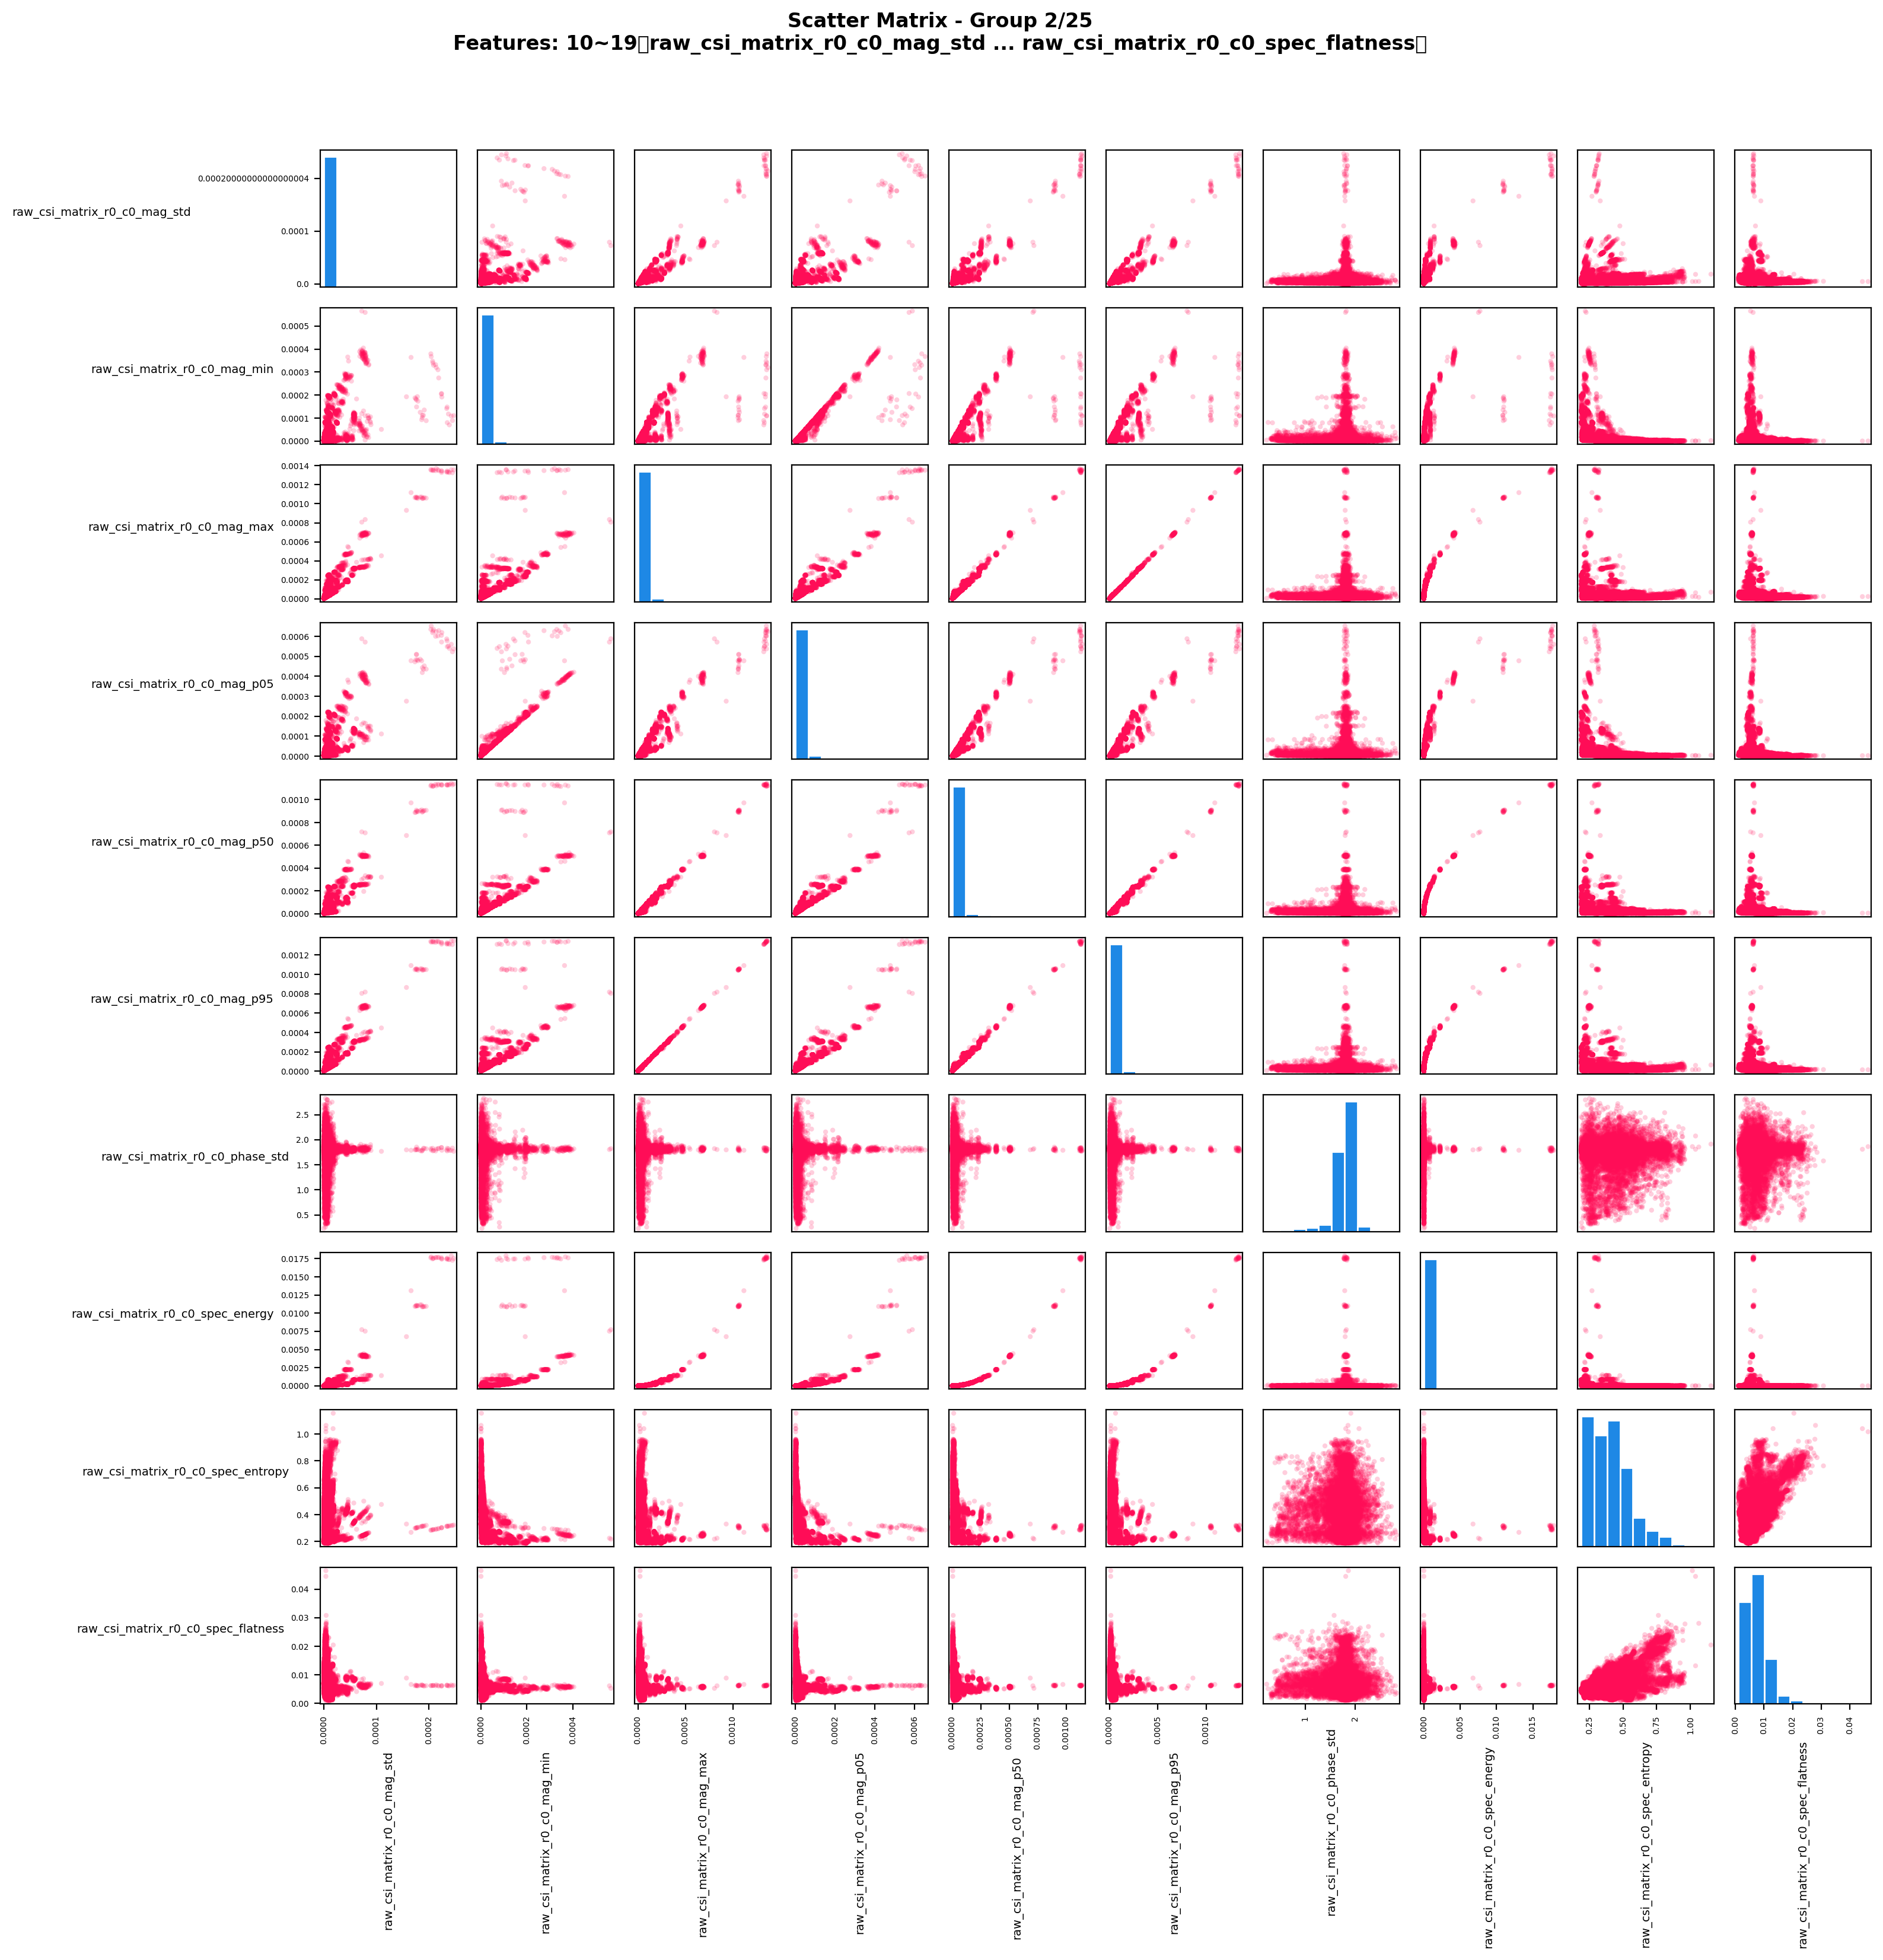 Scatter Matrix - Group 2/25
Features: 10~19▯raw_csi_matrix_r0_c0_mag_std ... raw_csi_matrix_r0_c0_spec_flatness▯
0.00020000000000000004
raw_csi_matrix_r0_c0_mag_std
0.0001
0.0
0.0005
0.0004
raw_csi_matrix_r0_c0_mag_min
0.0003
0.0002
0.0001
0.0000
0.0014
0.0012
0.0010
raw_csi_matrix_r0_c0_mag_max
0.0008
0.0006
0.0004
0.0002
0.0000
0.0006
0.0005
raw_csi_matrix_r0_c0_mag_p05
0.0004
0.0003
0.0002
0.0001
0.0000
0.0010
0.0008
raw_csi_matrix_r0_c0_mag_p50
0.0006
0.0004
0.0002
0.0000
0.0012
0.0010
raw_csi_matrix_r0_c0_mag_p95
0.0008
0.0006
0.0004
0.0002
0.0000
2.5
2.0
raw_csi_matrix_r0_c0_phase_std
1.5
1.0
0.5
0.0175
0.0150
0.0125
raw_csi_matrix_r0_c0_spec_energy
0.0100
0.0075
0.0050
0.0025
0.0000
1.0
0.8
raw_csi_matrix_r0_c0_spec_entropy
0.6
0.4
0.2
0.04
0.03
raw_csi_matrix_r0_c0_spec_flatness
0.02
0.01
0.00
0.0000 0.0001 0.0002
0.0000 0.0002 0.0004
0.0000 0.0005 0.0010
0.0000 0.0002 0.0004 0.0006
0.00000 0.00025 0.00050 0.00075 0.00100
0.0000 0.0005 0.0010
1 2
0.000 0.005 0.010 0.015
0.25 0.50 0.75 1.00
0.00 0.01 0.02 0.03 0.04
raw_csi_matrix_r0_c0_mag_std
raw_csi_matrix_r0_c0_mag_min
raw_csi_matrix_r0_c0_mag_max
raw_csi_matrix_r0_c0_mag_p05
raw_csi_matrix_r0_c0_mag_p50
raw_csi_matrix_r0_c0_mag_p95
raw_csi_matrix_r0_c0_phase_std
raw_csi_matrix_r0_c0_spec_energy
raw_csi_matrix_r0_c0_spec_entropy
raw_csi_matrix_r0_c0_spec_flatness